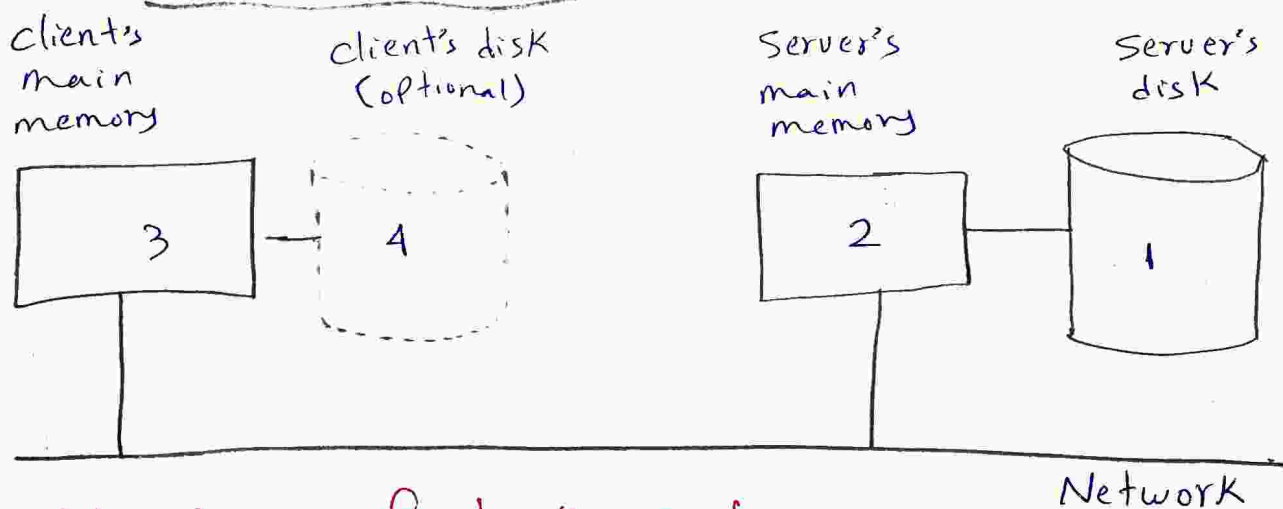 client's
main
memory
client's disk
(optional)
Server's
main
memory
Server's
disk
3
4
2
1
Network